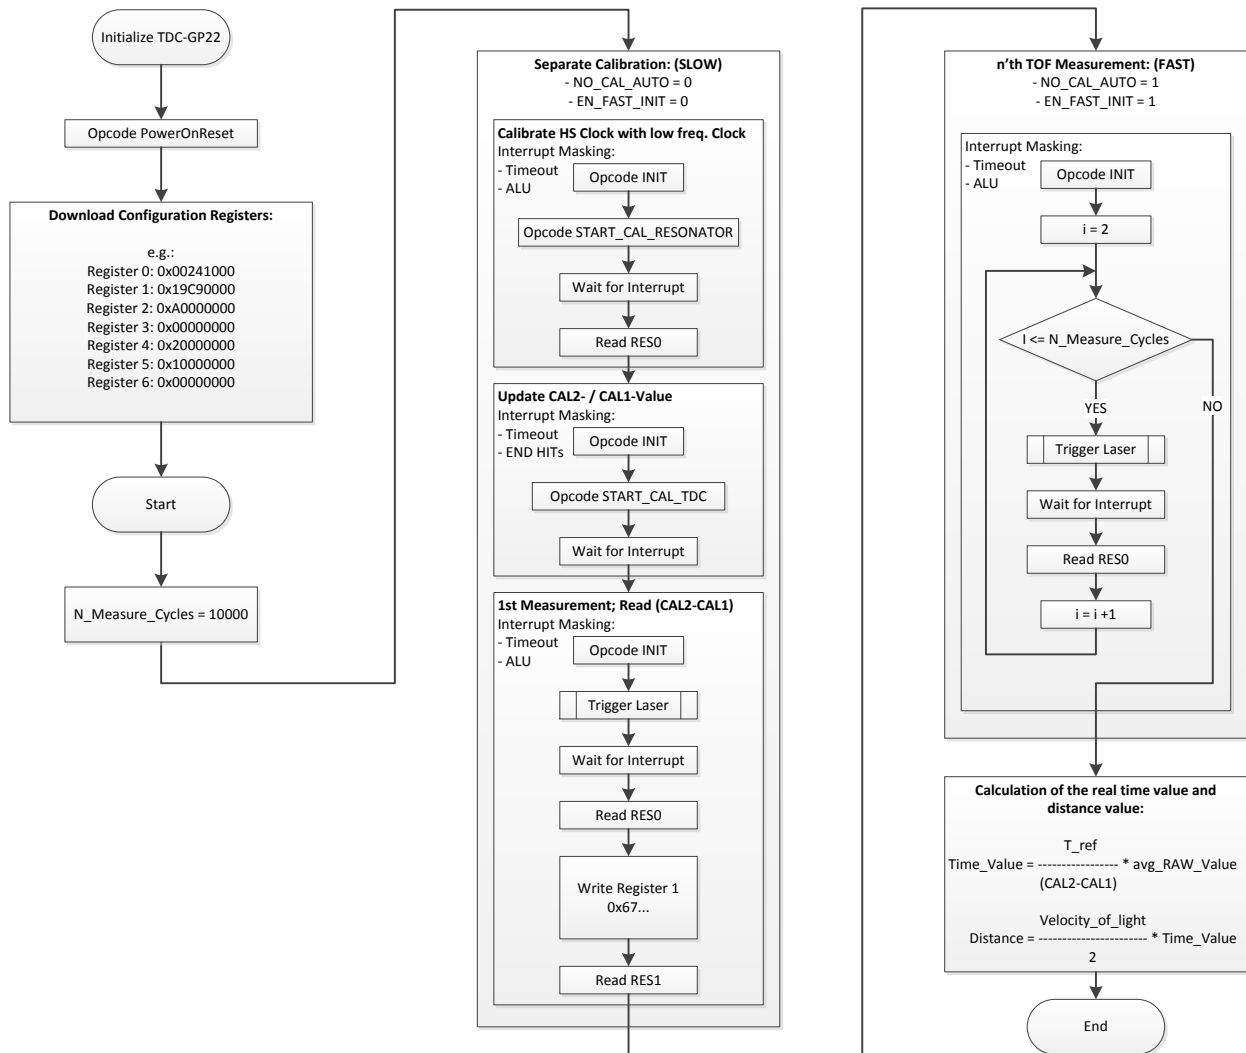 Initialize TDC-GP22
Opcode PowerOnReset
Download Configuration Registers:
e.g.:
Register 0: 0x00241000
Register 1: 0x19C90000
Register 2: 0xA0000000
Register 3: 0x00000000
Register 4: 0x20000000
Register 5: 0x10000000
Register 6: 0x00000000
Start
N_Measure_Cycles = 10000
Separate Calibration: (SLOW)
- NO_CAL_AUTO = 0
- EN_FAST_INIT = 0
Calibrate HS Clock with low freq. Clock
Interrupt Masking:
- Timeout
- ALU
Opcode INIT
Opcode START_CAL_RESONATOR
Wait for Interrupt
Read RES0
Update CAL2- / CAL1-Value
Interrupt Masking:
- Timeout
- END HITs
Opcode INIT
Opcode START_CAL_TDC
Wait for Interrupt
1st Measurement; Read (CAL2-CAL1)
Interrupt Masking:
- Timeout
- ALU
Opcode INIT
Trigger Laser
Wait for Interrupt
Read RES0
Write Register 1
0x67...
Read RES1
n'th TOF Measurement: (FAST)
- NO_CAL_AUTO = 1
- EN_FAST_INIT = 1
Interrupt Masking:
- Timeout
- ALU
Opcode INIT
i = 2
I <= N_Measure_Cycles
YES
NO
Trigger Laser
Wait for Interrupt
Read RES0
i = i +1
Calculation of the real time value and
distance value:
T_ref
Time_Value = ----------------- * avg_RAW_Value
(CAL2-CAL1)
Velocity_of_light
Distance = ----------------------- * Time_Value
2
End